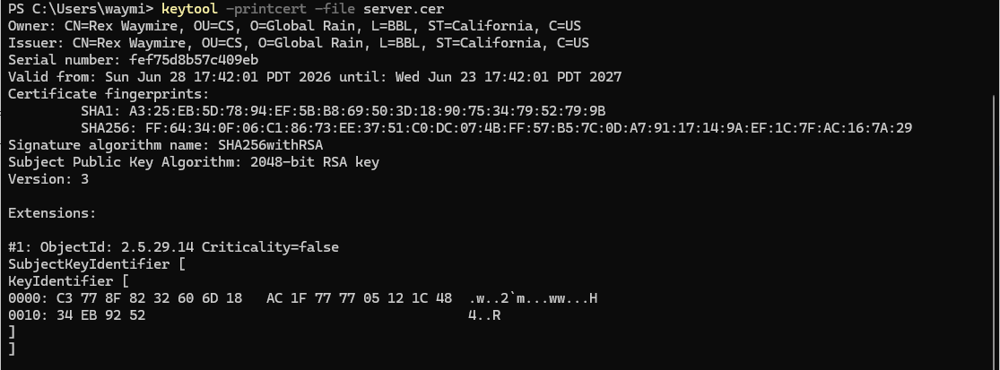 PS C:\Users\waymi> keytool -printcert -file server.cer
Owner: CN=Rex Waymire, OU=CS, O=Global Rain, L=BBL, ST=California, C=US
Issuer: CN=Rex Waymire, OU=CS, O=Global Rain, L=BBL, ST=California, C=US
Serial number: fef75d8b57c409eb
Valid from: Sun Jun 28 17:42:01 PDT 2026 until: Wed Jun 23 17:42:01 PDT 2027
Certificate fingerprints:
         SHA1: A3:25:EB:5D:78:94:EF:5B:B8:69:50:3D:18:90:75:34:79:52:79:9B
         SHA256: FF:64:34:0F:06:C1:86:73:EE:37:51:C0:DC:07:4B:FF:57:B5:7C:0D:A7:91:17:14:9A:EF:1C:7F:AC:16:7A:29
Signature algorithm name: SHA256withRSA
Subject Public Key Algorithm: 2048-bit RSA key
Version: 3

Extensions:

#1: ObjectId: 2.5.29.14 Criticality=false
SubjectKeyIdentifier [
KeyIdentifier [
0000: C3 77 8F 82 32 60 6D 18   AC 1F 77 77 05 12 1C 48  .w..2`m...ww...H
0010: 34 EB 92 52                                        4..R
]
]